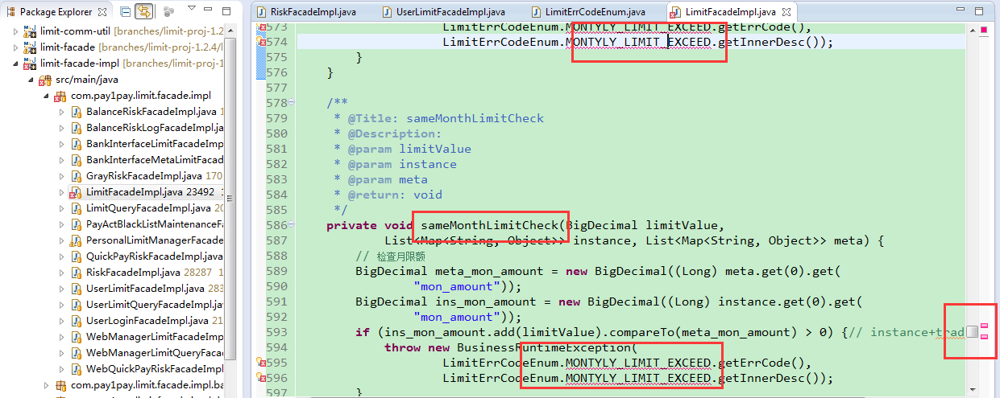 Package Explorer
limit-comm-util [branches/limit-proj-1.2
limit-facade [branches/limit-proj-1.2.4/
limit-facade-impl [branches/limit-proj-1
src/main/java
com.pay1pay.limit.facade.impl
BalanceRiskFacadeImpl.java 1
BalanceRiskLogFacadeImpl.ja
BankInterfaceLimitFacadeImp
BankInterfaceMetaLimitFacad
GrayRiskFacadeImpl.java 170
LimitFacadeImpl.java 23492 1
LimitQueryFacadeImpl.java
PayActBlackListMaintenanceFa
PersonalLimitManagerFacade
QuickPayRiskFacadeImpl.java
RiskFacadeImpl.java 28287 1
UserLimitFacadeImpl.java 283
UserLimitQueryFacadeImpl.jav
UserLoginFacadeImpl.java 21
WebManagerLimitFacadeImp
WebManagerLimitQueryFacad
WebQuickPayRiskFacadeImpl
com.pay1pay.limit.facade.impl.ba
RiskFacadeImpl.java
UserLimitFacadeImpl.java
LimitErrCodeEnum.java
LimitFacadeImpl.java
573 LimitErrCodeEnum.MONTYLY_LIMIT_EXCEED.getErrCode(),
574 LimitErrCodeEnum.MONTYLY_LIMIT_EXCEED.getInnerDesc());
575 }
576 }
577
578 /**
579 * @Title: sameMonthLimitCheck
580 * @Description:
581 * @param limitValue
582 * @param instance
583 * @param meta
584 * @return: void
585 */
586 private void sameMonthLimitCheck(BigDecimal limitValue,
587 List<Map<String, Object>> instance, List<Map<String, Object>> meta) {
588 // 检查月限额
589 BigDecimal meta_mon_amount = new BigDecimal((Long) meta.get(0).get(
590 "mon_amount"));
591 BigDecimal ins_mon_amount = new BigDecimal((Long) instance.get(0).get(
592 "mon_amount"));
593 if (ins_mon_amount.add(limitValue).compareTo(meta_mon_amount) > 0) {// instance+trad
594 throw new BusinessRuntimeException(
595 LimitErrCodeEnum.MONTYLY_LIMIT_EXCEED.getErrCode(),
596 LimitErrCodeEnum.MONTYLY_LIMIT_EXCEED.getInnerDesc());
597 }